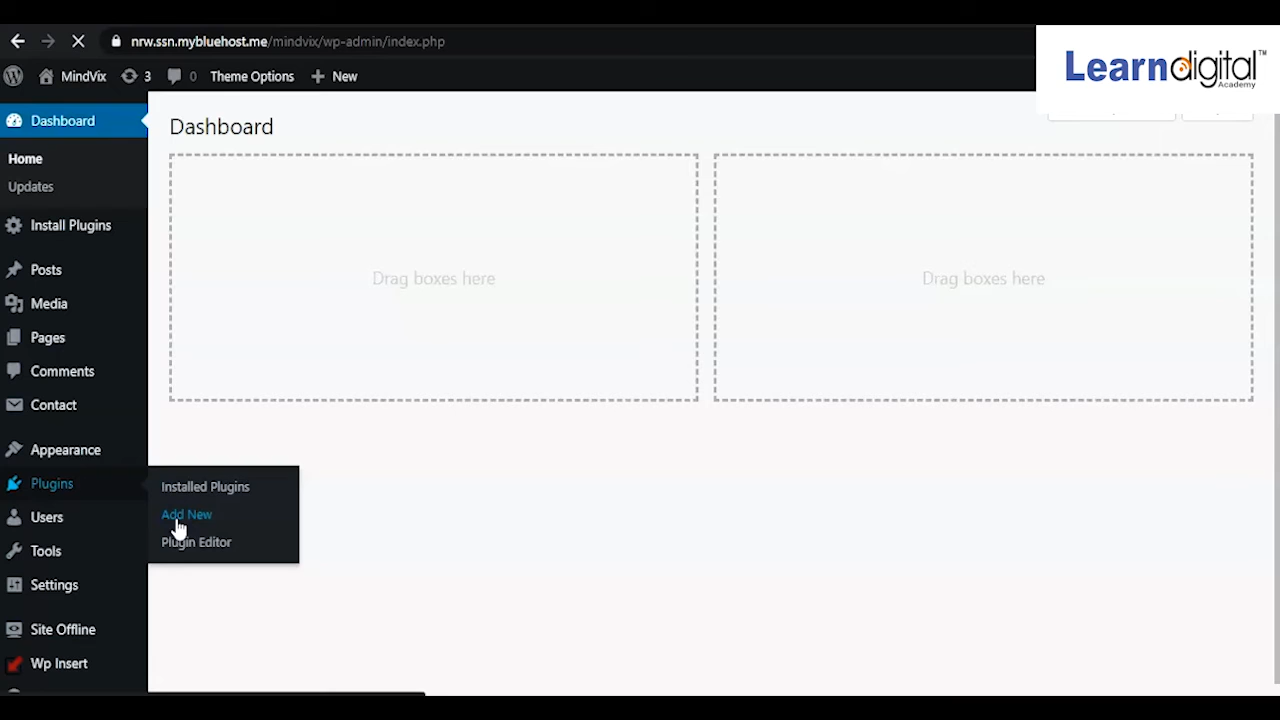 nrw.ssn.mybluehost.me/mindvix/wp-admin/index.php
Learndigital™
Academy
MindVix 3 0 Theme Options + New
Dashboard
Home
Updates
Install Plugins
Posts
Media
Pages
Comments
Contact
Appearance
Plugins
Users
Tools
Settings
Site Offline
Wp Insert
Dashboard
Drag boxes here
Drag boxes here
Installed Plugins
Add New
Plugin Editor